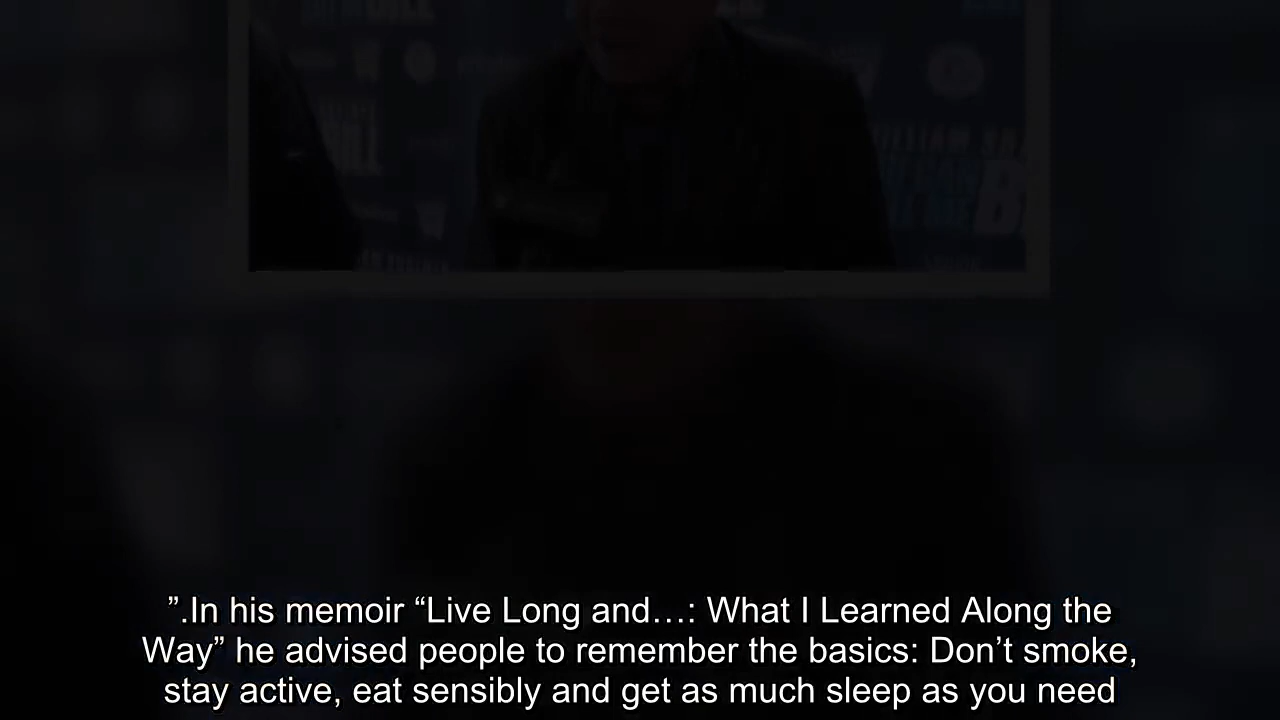 ”.In his memoir “Live Long and…: What I Learned Along the
Way” he advised people to remember the basics: Don’t smoke,
stay active, eat sensibly and get as much sleep as you need